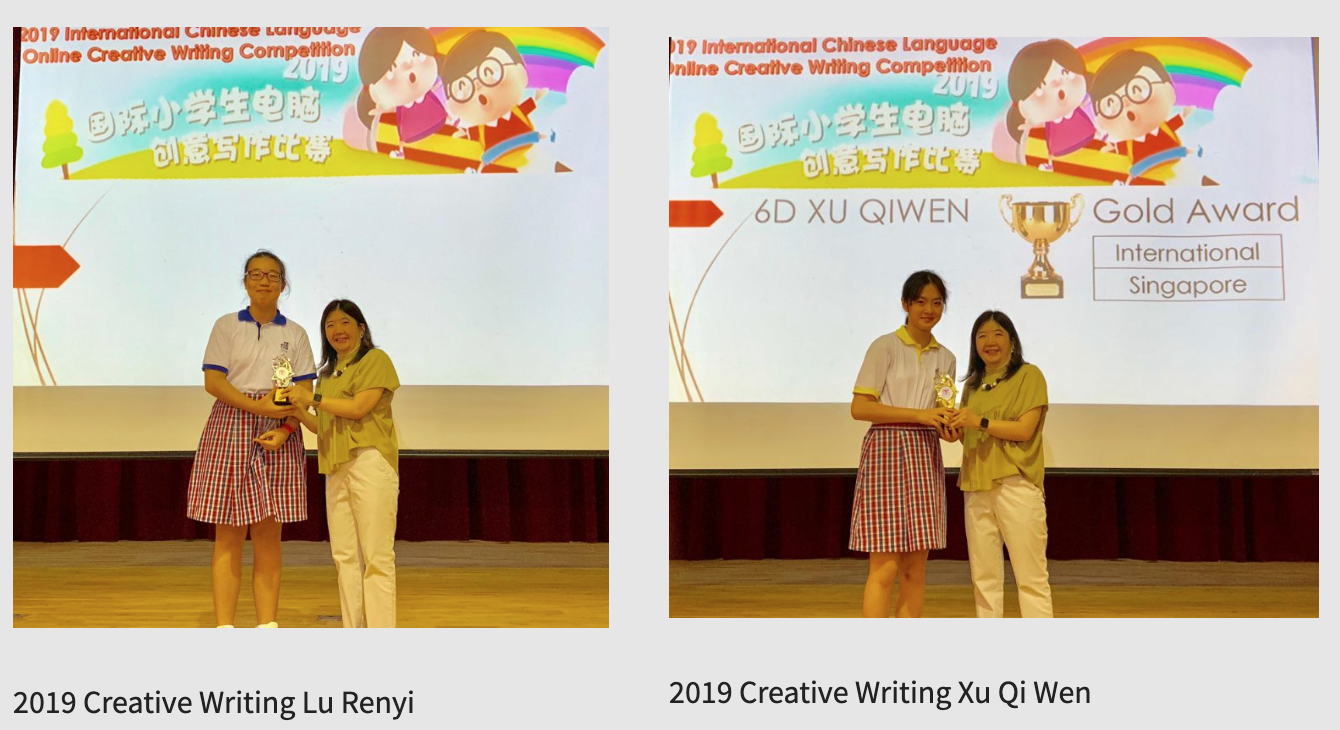 2019 International Chinese Language
Online Creative Writing Competition
2019
国际小学生电脑
创意写作比赛
2019 Creative Writing Lu Renyi
19 International Chinese Language
nline Creative Writing Competition
2019
国际小学生电脑
创意写作比赛
6D XU QIWEN
Gold Award
International
Singapore
2019 Creative Writing Xu Qi Wen